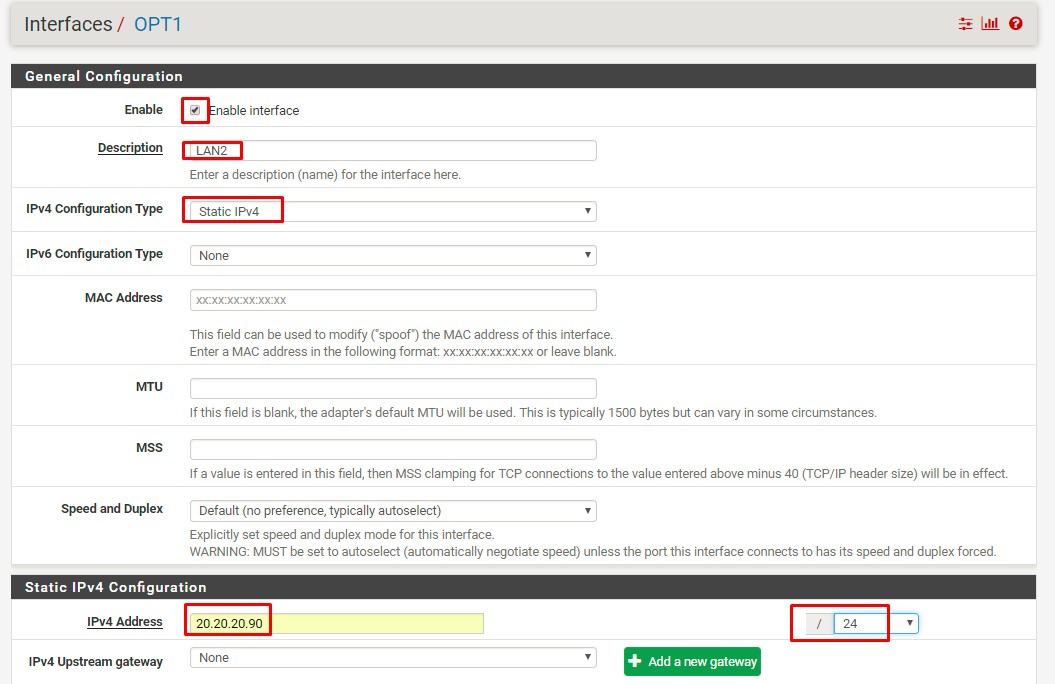 Interfaces / OPT1
General Configuration
Enable
Enable interface
Description
LAN2
Enter a description (name) for the interface here.
IPv4 Configuration Type
Static IPv4
IPv6 Configuration Type
None
MAC Address
xx:xx:xx:xx:xx:xx
This field can be used to modify ("spoof") the MAC address of this interface.
Enter a MAC address in the following format: xx:xx:xx:xx:xx:xx or leave blank.
MTU
If this field is blank, the adapter's default MTU will be used. This is typically 1500 bytes but can vary in some circumstances.
MSS
If a value is entered in this field, then MSS clamping for TCP connections to the value entered above minus 40 (TCP/IP header size) will be in effect.
Speed and Duplex
Default (no preference, typically autoselect)
Explicitly set speed and duplex mode for this interface.
WARNING: MUST be set to autoselect (automatically negotiate speed) unless the port this interface connects to has its speed and duplex forced.
Static IPv4 Configuration
IPv4 Address
20.20.20.90
/ 24
IPv4 Upstream gateway
None
Add a new gateway